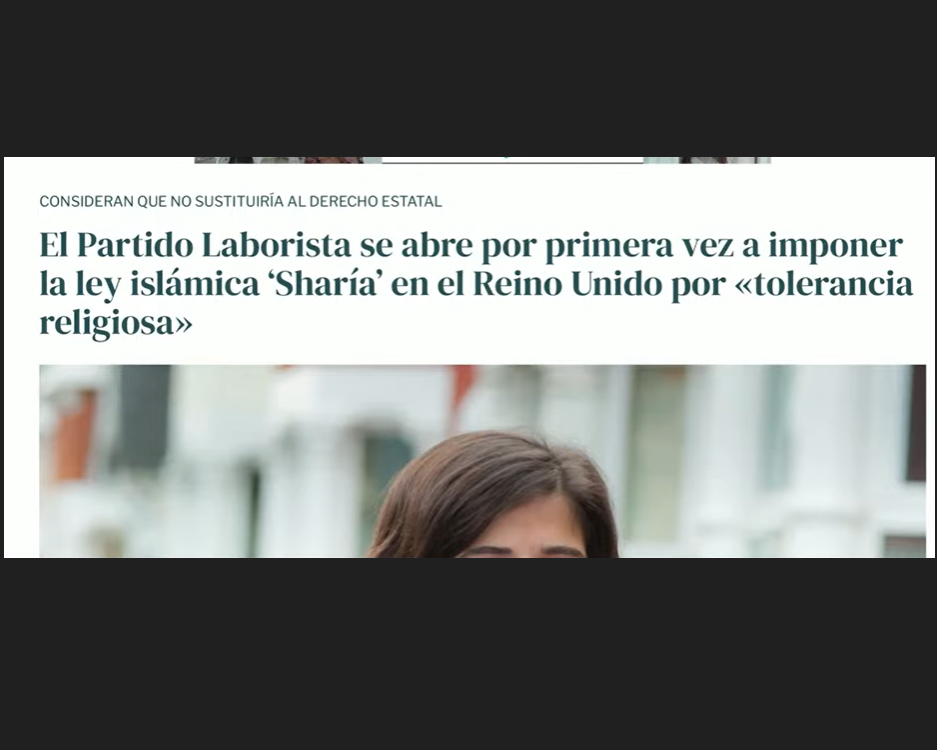 CONSIDERAN QUE NO SUSTITUIRÍA AL DERECHO ESTATAL
El Partido Laborista se abre por primera vez a imponer
la ley islámica ‘Sharía’ en el Reino Unido por «tolerancia
religiosa»